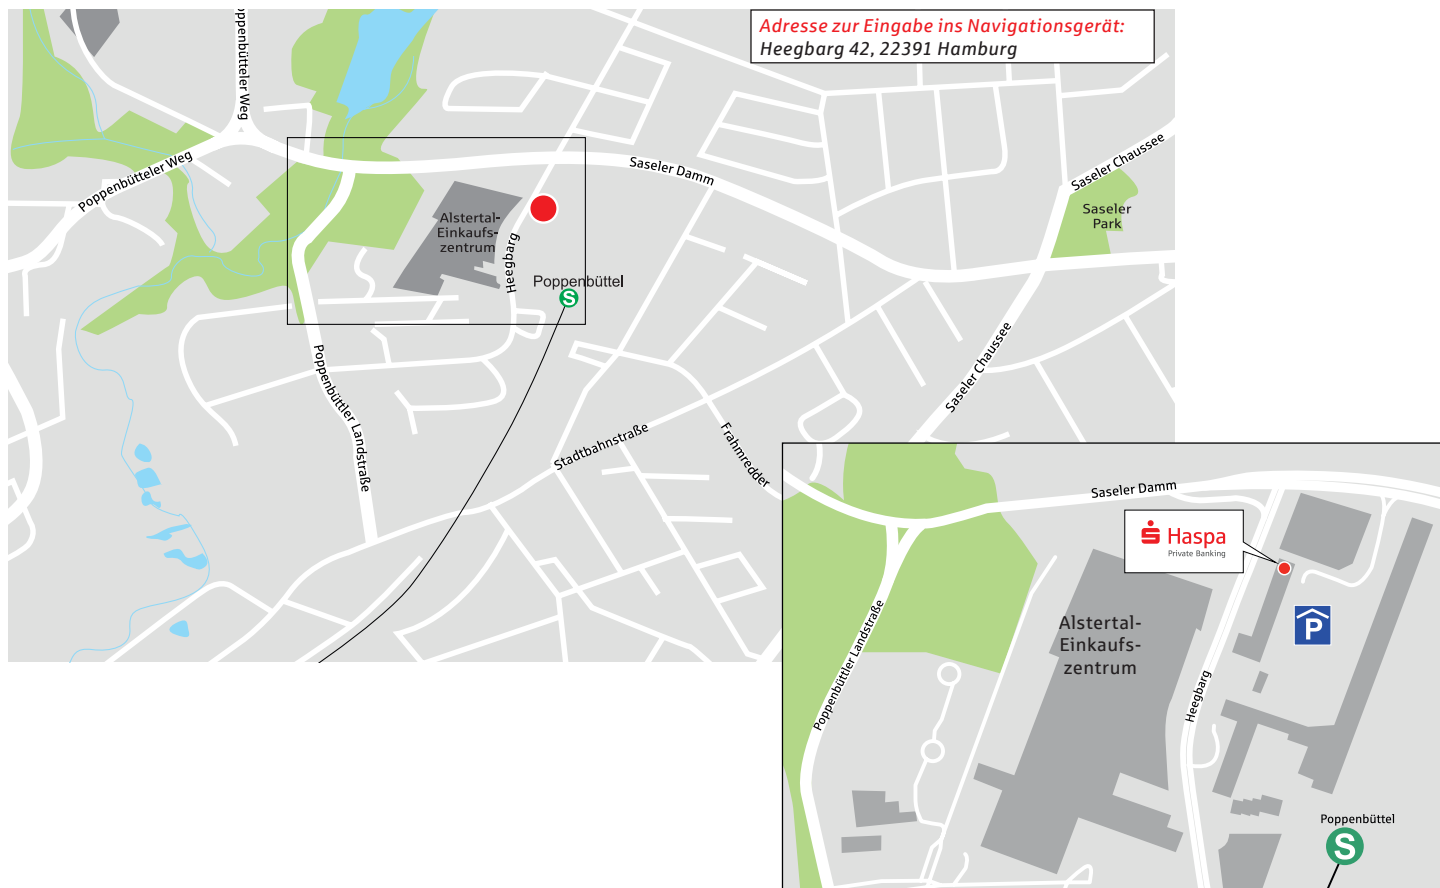 Adresse zur Eingabe ins Navigationsgerät:
Heegbarg 42, 22391 Hamburg
Poppenbütteler Weg
Poppenbütteler Weg
Saseler Damm
Saseler Chaussee
Saseler
Park
Alstertal-
Einkaufs-
zentrum
Heegbarg
Poppenbüttel
S
Poppenbüttler Landstraße
Saseler Chaussee
Stadtbahnstraße
Frahmredder
Saseler Damm
Haspa
Private Banking
P
Alstertal-
Einkaufs-
zentrum
Poppenbüttler Landstraße
Heegbarg
Poppenbüttel
S